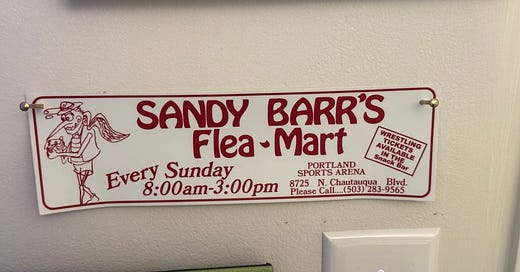 SANDY BARR'S
Flea-Mart
Every Sunday
8:00am-3:00pm
PORTLAND
SPORTS ARENA
8725 N. Chautauqua Blvd.
Please Call....(503) 283-9565
WRESTLING
TICKETS
AVAILABLE
IN THE
Snack Bar